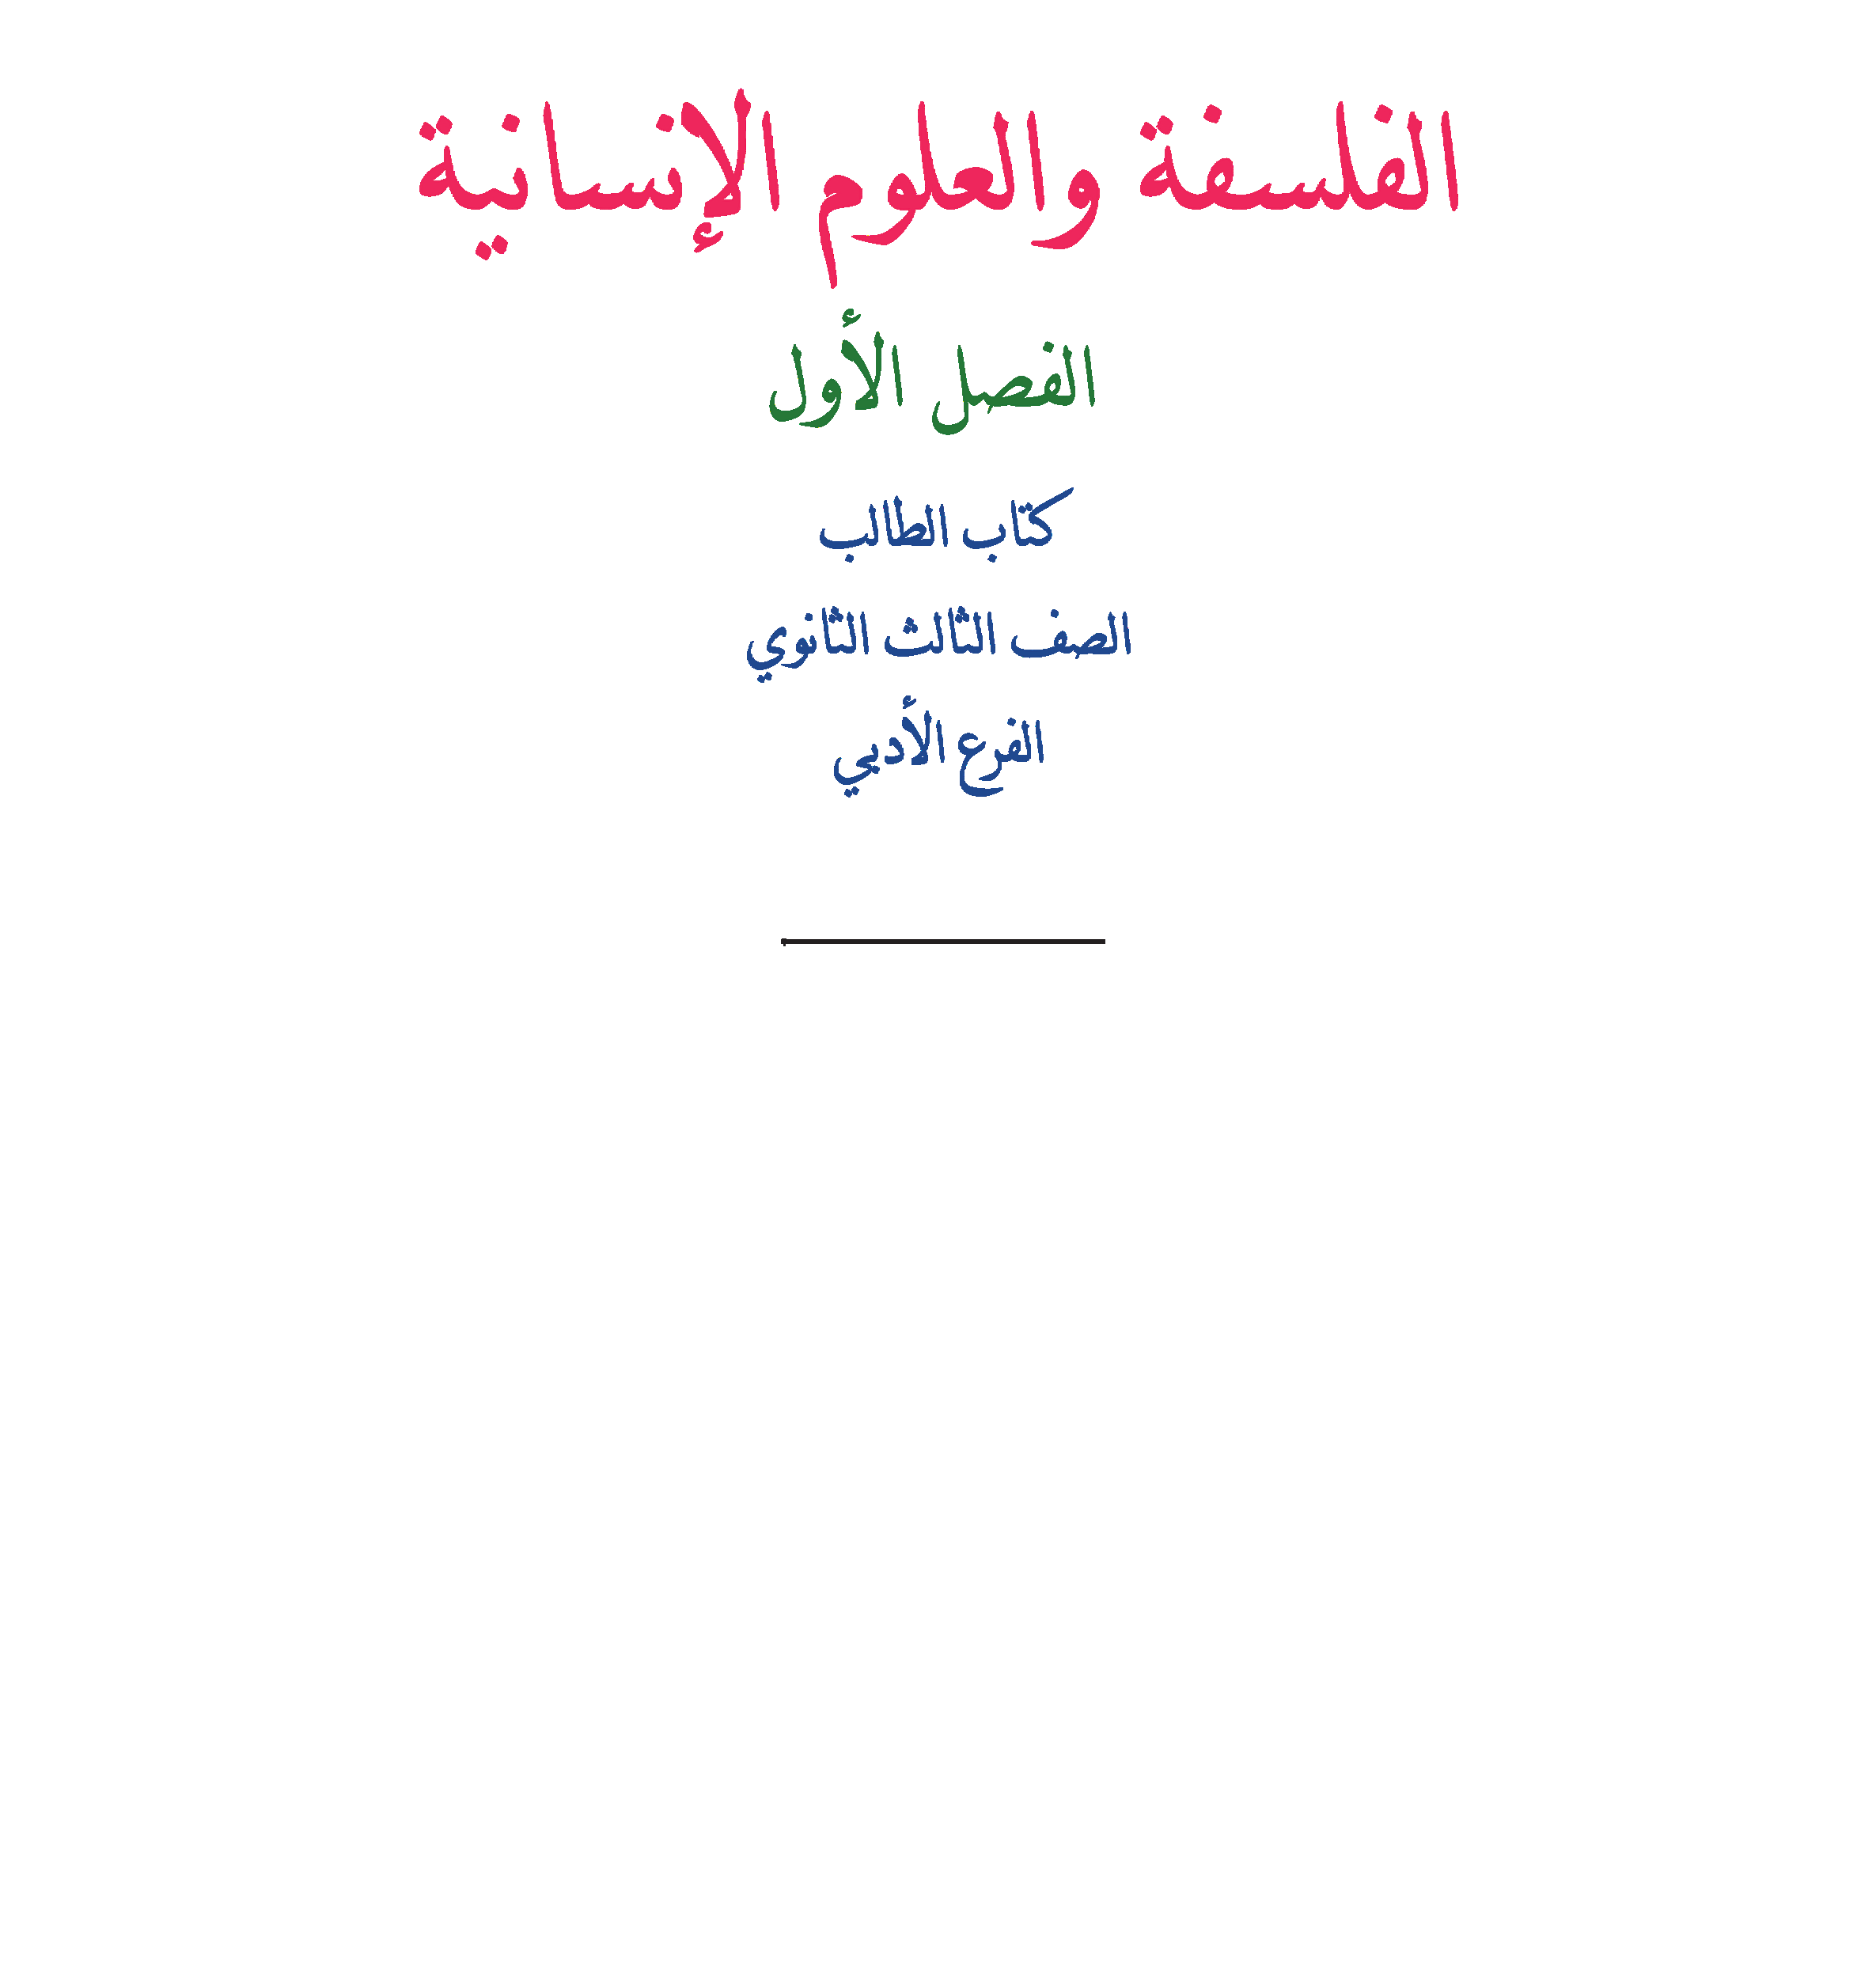 الفلسفة والعلوم الإنسانية
الفصل الأول
كتاب الطالب
الصف الثالث الثانوي
الفرع الأدبي